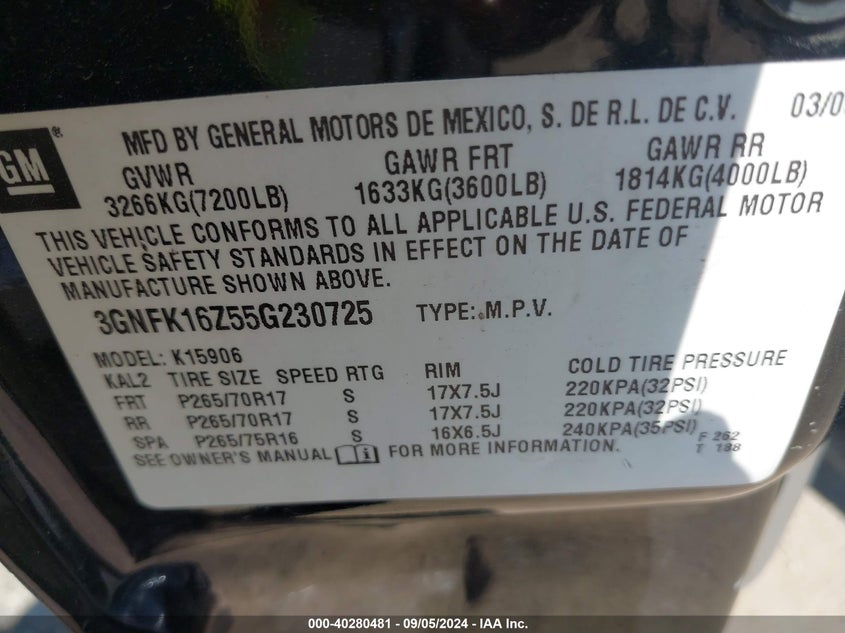 GM®
MFD BY GENERAL MOTORS DE MEXICO, S. DE R.L. DE C.V. 03/0
GVWR GAWR FRT GAWR RR
3266KG(7200LB) 1633KG(3600LB) 1814KG(4000LB)
THIS VEHICLE CONFORMS TO ALL APPLICABLE U.S. FEDERAL MOTOR
VEHICLE SAFETY STANDARDS IN EFFECT ON THE DATE OF
MANUFACTURE SHOWN ABOVE.
3GNFK16Z55G230725 TYPE: M.P.V.
MODEL: K15906
KAL2 TIRE SIZE SPEED RTG RIM COLD TIRE PRESSURE
FRT P265/70R17 S 17X7.5J 220KPA(32PSI)
RR P265/70R17 S 17X7.5J 220KPA(32PSI)
SPA P265/75R16 S 16X6.5J 240KPA(35PSI)
SEE OWNER'S MANUAL FOR MORE INFORMATION.
F 262
T 188
000-40280481 - 09/05/2024 - IAA Inc.